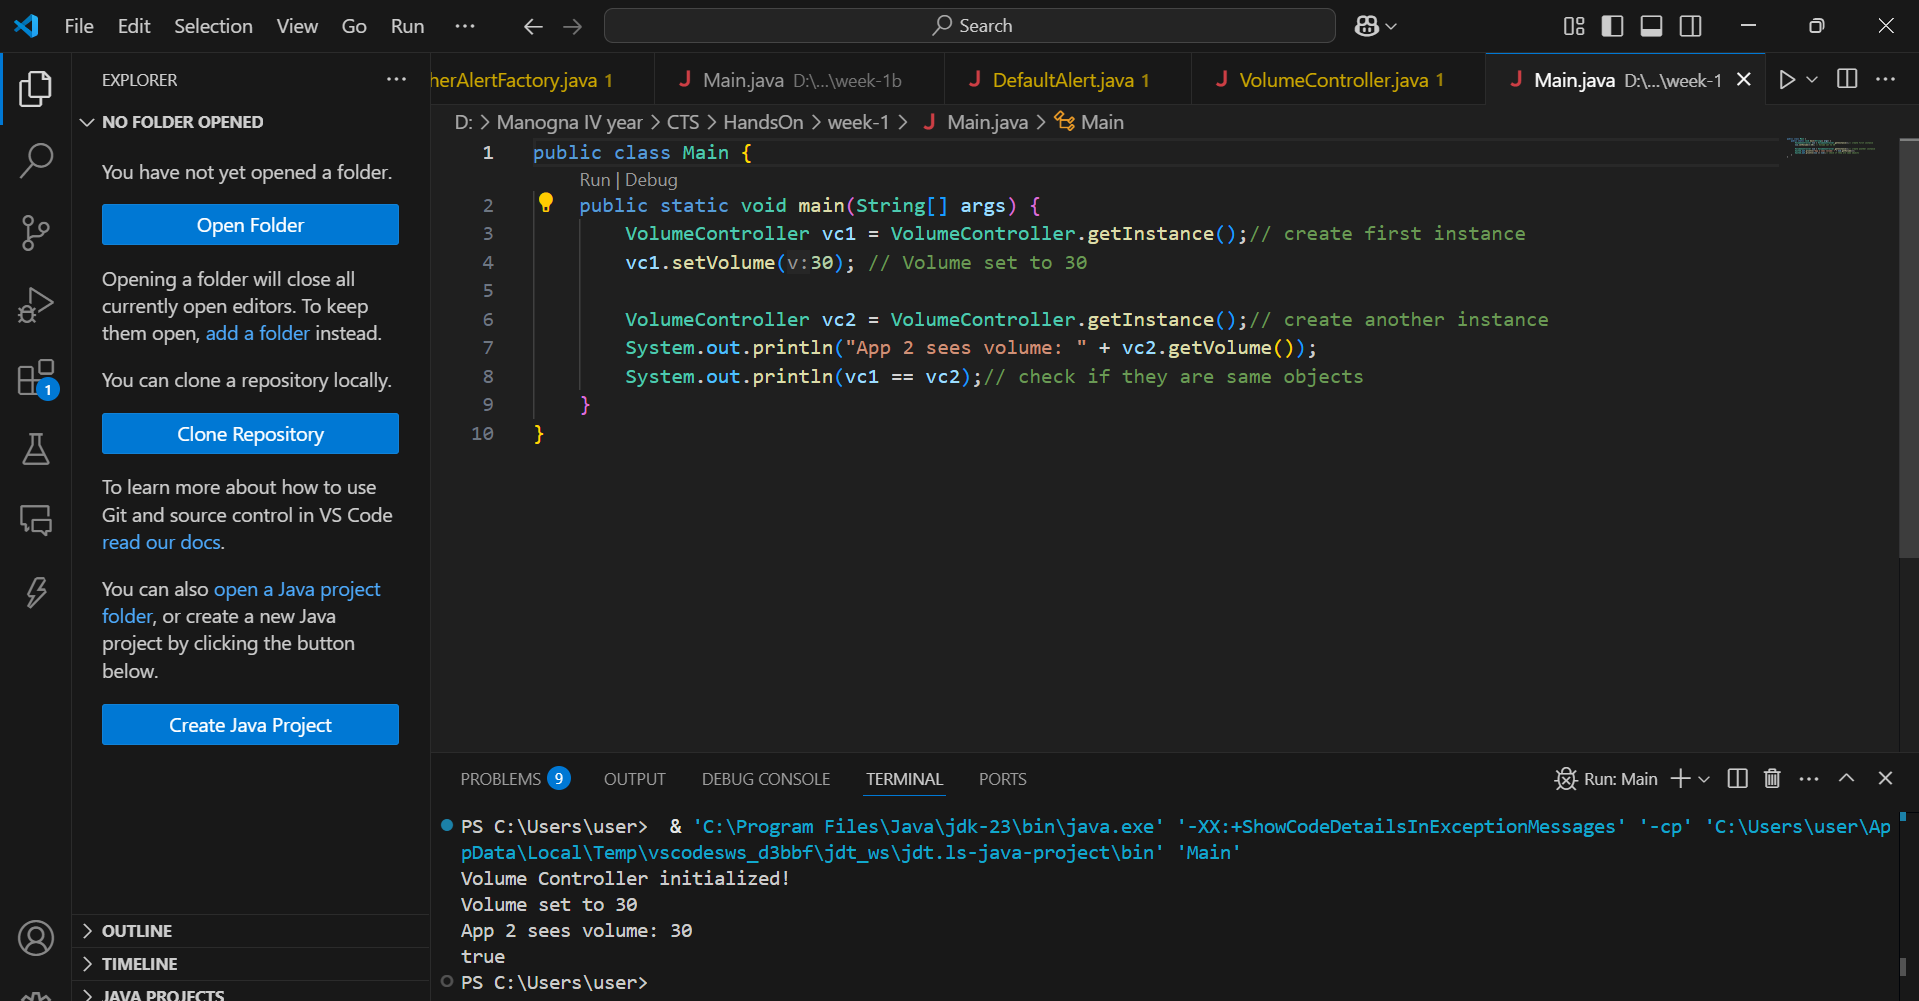 File Edit Selection View Go Run ··· Search
EXPLORER ···
NO FOLDER OPENED
You have not yet opened a folder.
Open Folder
Opening a folder will close all
currently open editors. To keep
them open, add a folder instead.
You can clone a repository locally.
Clone Repository
To learn more about how to use
Git and source control in VS Code
read our docs.
You can also open a Java project
folder, or create a new Java
project by clicking the button
below.
Create Java Project
OUTLINE
TIMELINE
JAVA PROJECTS
1
herAlertFactory.java 1 J Main.java D:\...\week-1b J DefaultAlert.java 1 J VolumeController.java 1 J Main.java D:\...\week-1
D: > Manogna IV year > CTS > HandsOn > week-1 > J Main.java > Main
1 public class Main {
Run | Debug
2 public static void main(String[] args) {
3 VolumeController vc1 = VolumeController.getInstance();// create first instance
4 vc1.setVolume(v:30); // Volume set to 30
5
6 VolumeController vc2 = VolumeController.getInstance();// create another instance
7 System.out.println("App 2 sees volume: " + vc2.getVolume());
8 System.out.println(vc1 == vc2);// check if they are same objects
9 }
10 }
PROBLEMS 9 OUTPUT DEBUG CONSOLE TERMINAL PORTS Run: Main
PS C:\Users\user>  & 'C:\Program Files\Java\jdk-23\bin\java.exe' '-XX:+ShowCodeDetailsInExceptionMessages' '-cp' 'C:\Users\user\Ap
pData\Local\Temp\vscodesws_d3bbf\jdt_ws\jdt.ls-java-project\bin' 'Main'
Volume Controller initialized!
Volume set to 30
App 2 sees volume: 30
true
PS C:\Users\user>